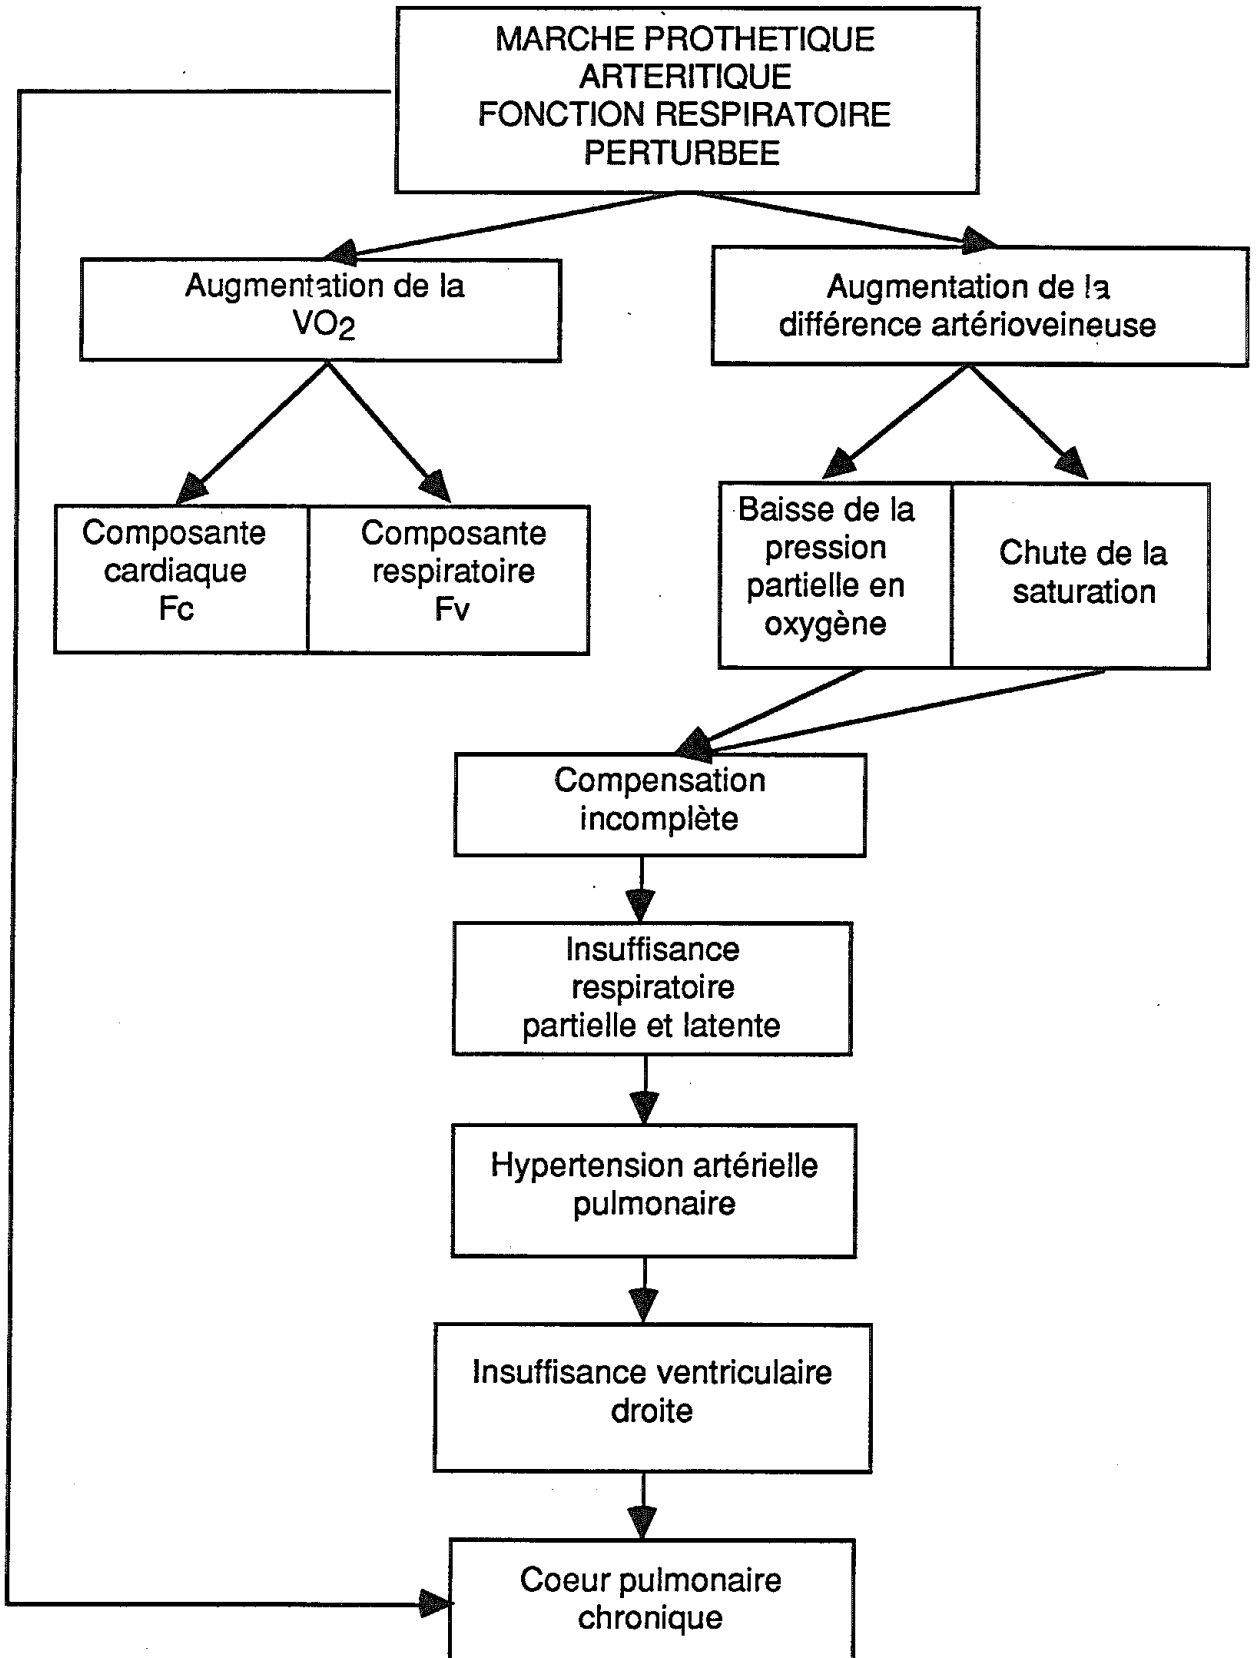 MARCHE PROTHETIQUE
ARTERITIQUE
FONCTION RESPIRATOIRE
PERTURBEE
Augmentation de la
VO2
Augmentation de la
différence artérioveineuse
Composante
cardiaque
Fc
Composante
respiratoire
Fv
Baisse de la
pression
partielle en
oxygène
Chute de la
saturation
Compensation
incomplète
Insuffisance
respiratoire
partielle et latente
Hypertension artérielle
pulmonaire
Insuffisance ventriculaire
droite
Coeur pulmonaire
chronique